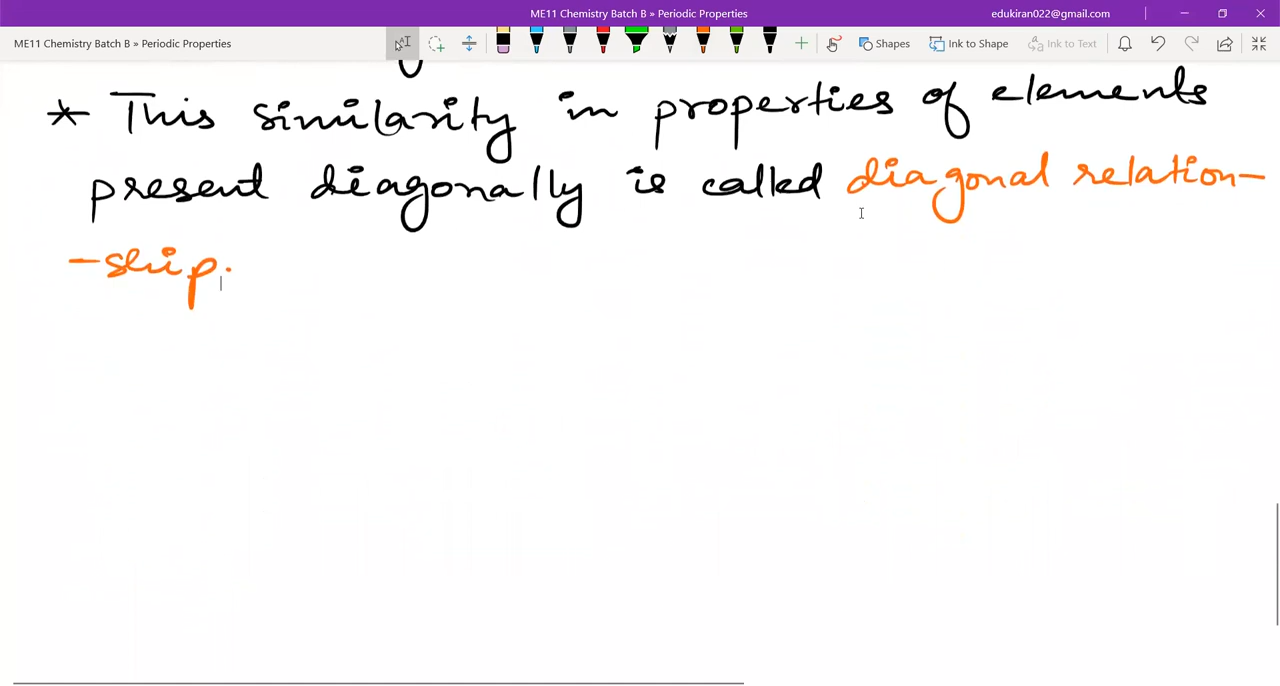 ME11 Chemistry Batch B » Periodic Properties
edukiran022@gmail.com
ME11 Chemistry Batch B » Periodic Properties
Shapes
Ink to Shape
Ink to Text
* This similarity in properties of elements
present diagonally is called diagonal relation-
-ship.